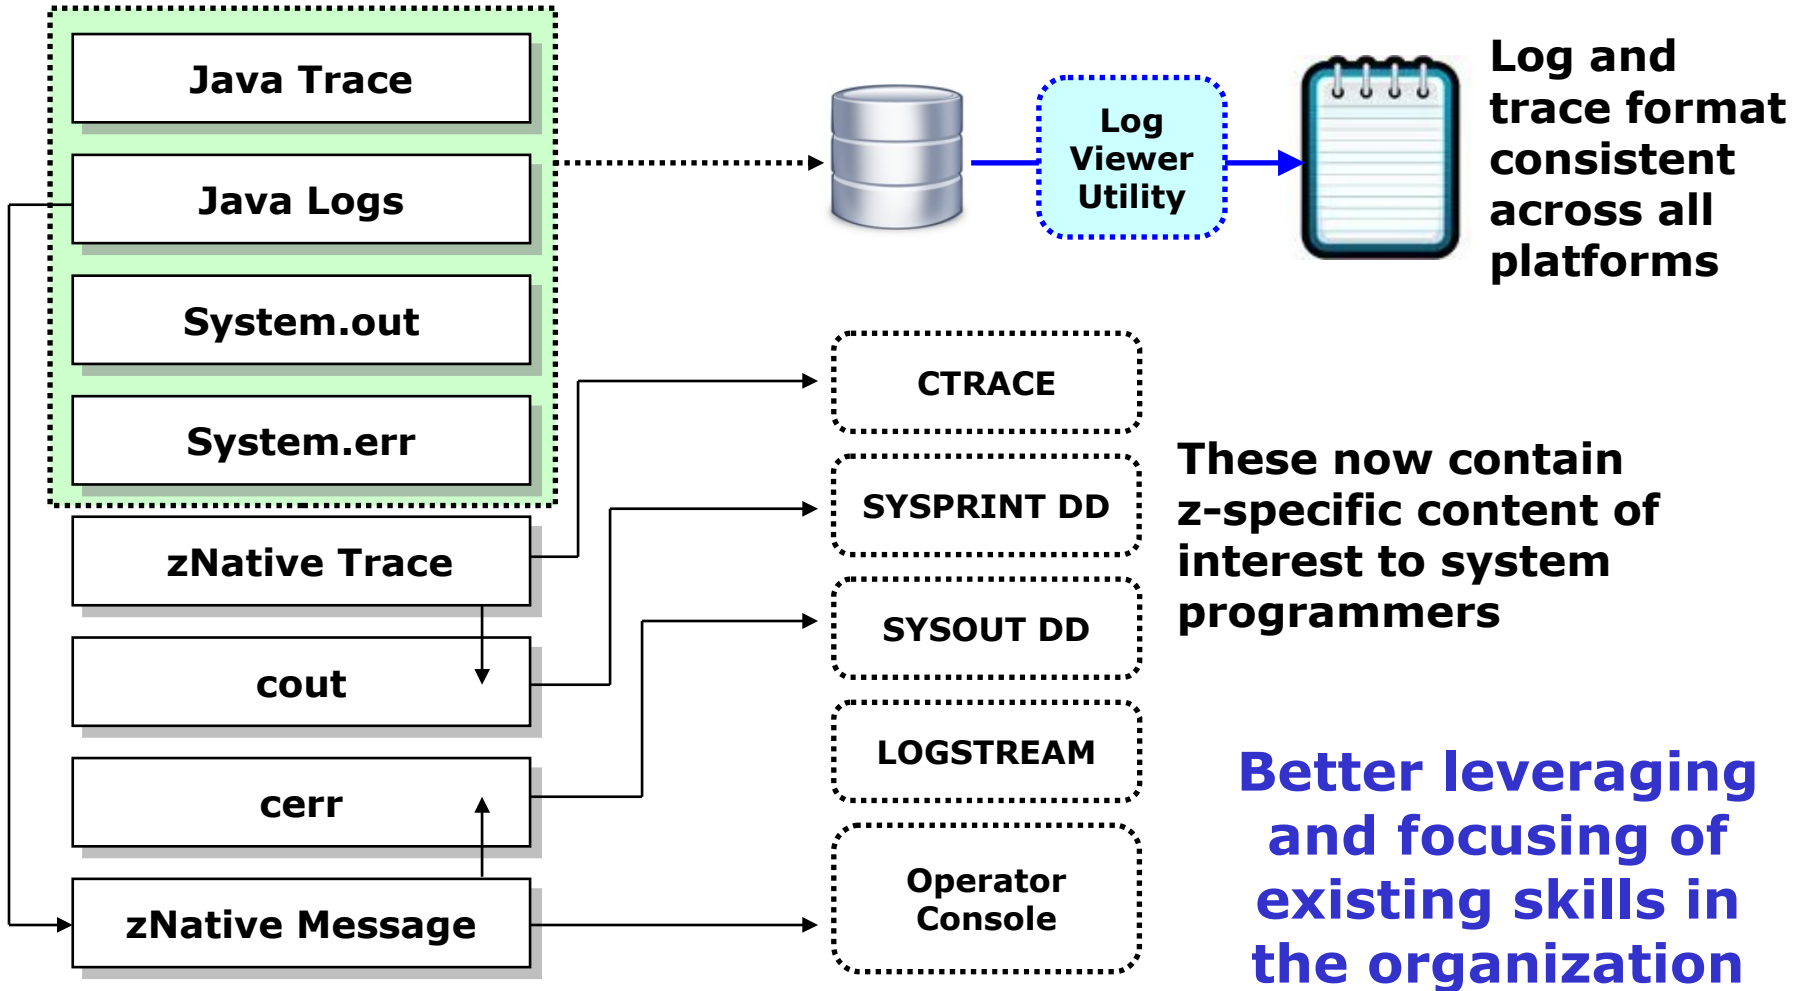 Java Trace
Java Logs
System.out
System.err
zNative Trace
cout
cerr
zNative Message
Log
Viewer
Utility
Log and
trace format
consistent
across all
platforms
CTRACE
SYSPRINT DD
SYSOUT DD
LOGSTREAM
Operator
Console
These now contain
z-specific content of
interest to system
programmers
Better leveraging
and focusing of
existing skills in
the organization